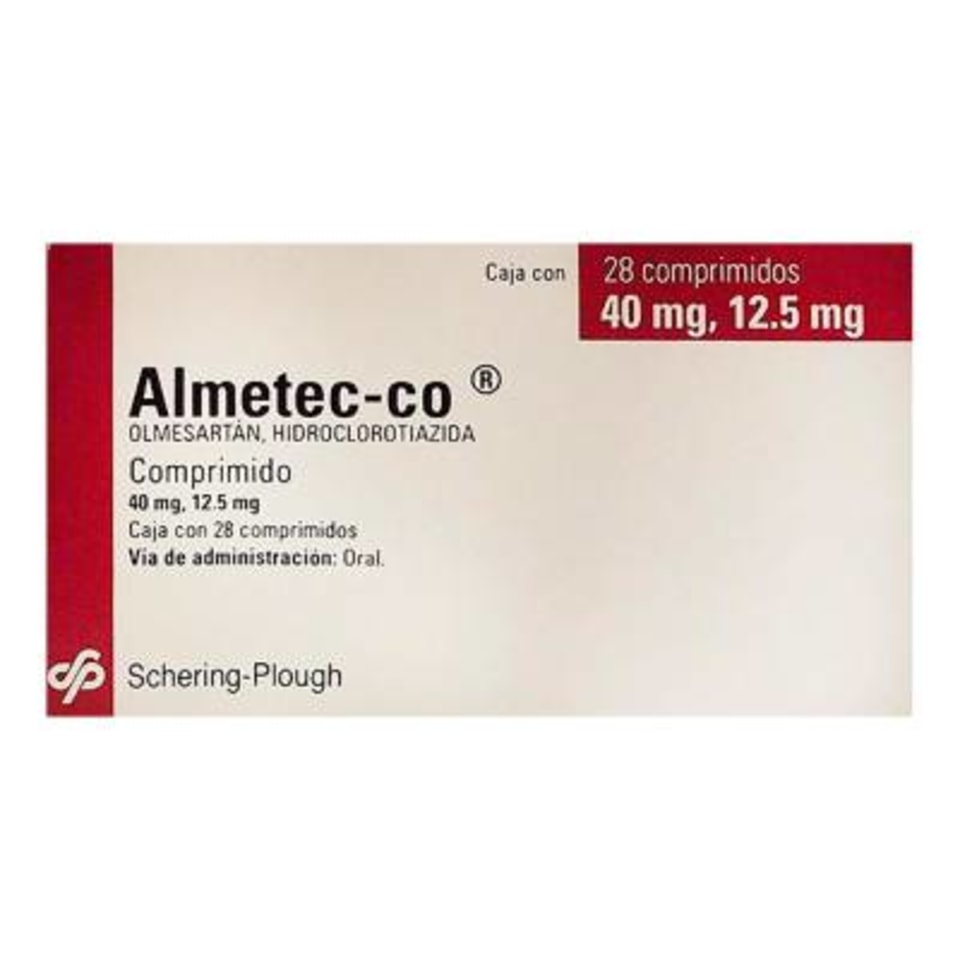 Caja con 28 comprimidos
40 mg, 12.5 mg
Almetec-co ®
OLMESARTÁN, HIDROCLOROTIAZIDA
Comprimido
40 mg, 12.5 mg
Caja con 28 comprimidos
Vía de administración: Oral.
Schering-Plough